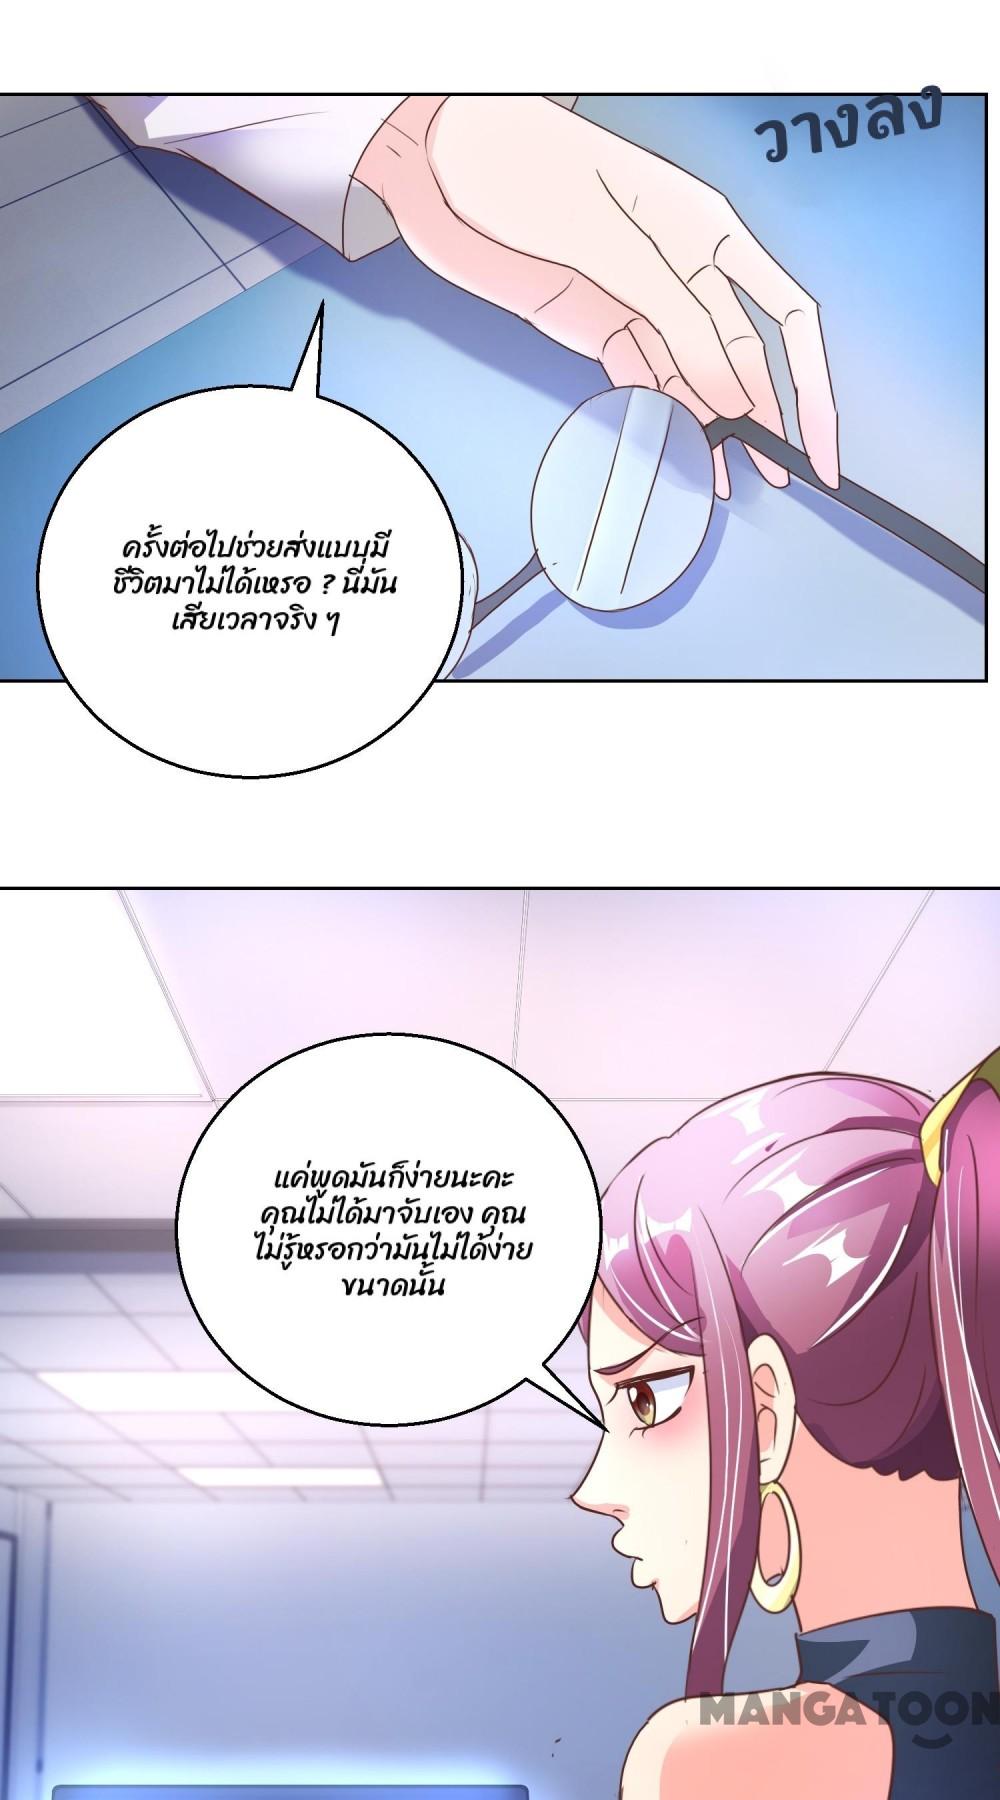 วางลง
ครั้งต่อไปช่วยส่งแบบมี
ชีวิตมาไม่ได้เหรอ ? นี่มัน
เสียเวลาจริง ๆ
แค่พูดมันก็ง่ายนะคะ
คุณไม่ได้มาจับเอง คุณ
ไม่รู้หรอกว่ามันไม่ได้ง่าย
ขนาดนั้น
MANGATOON